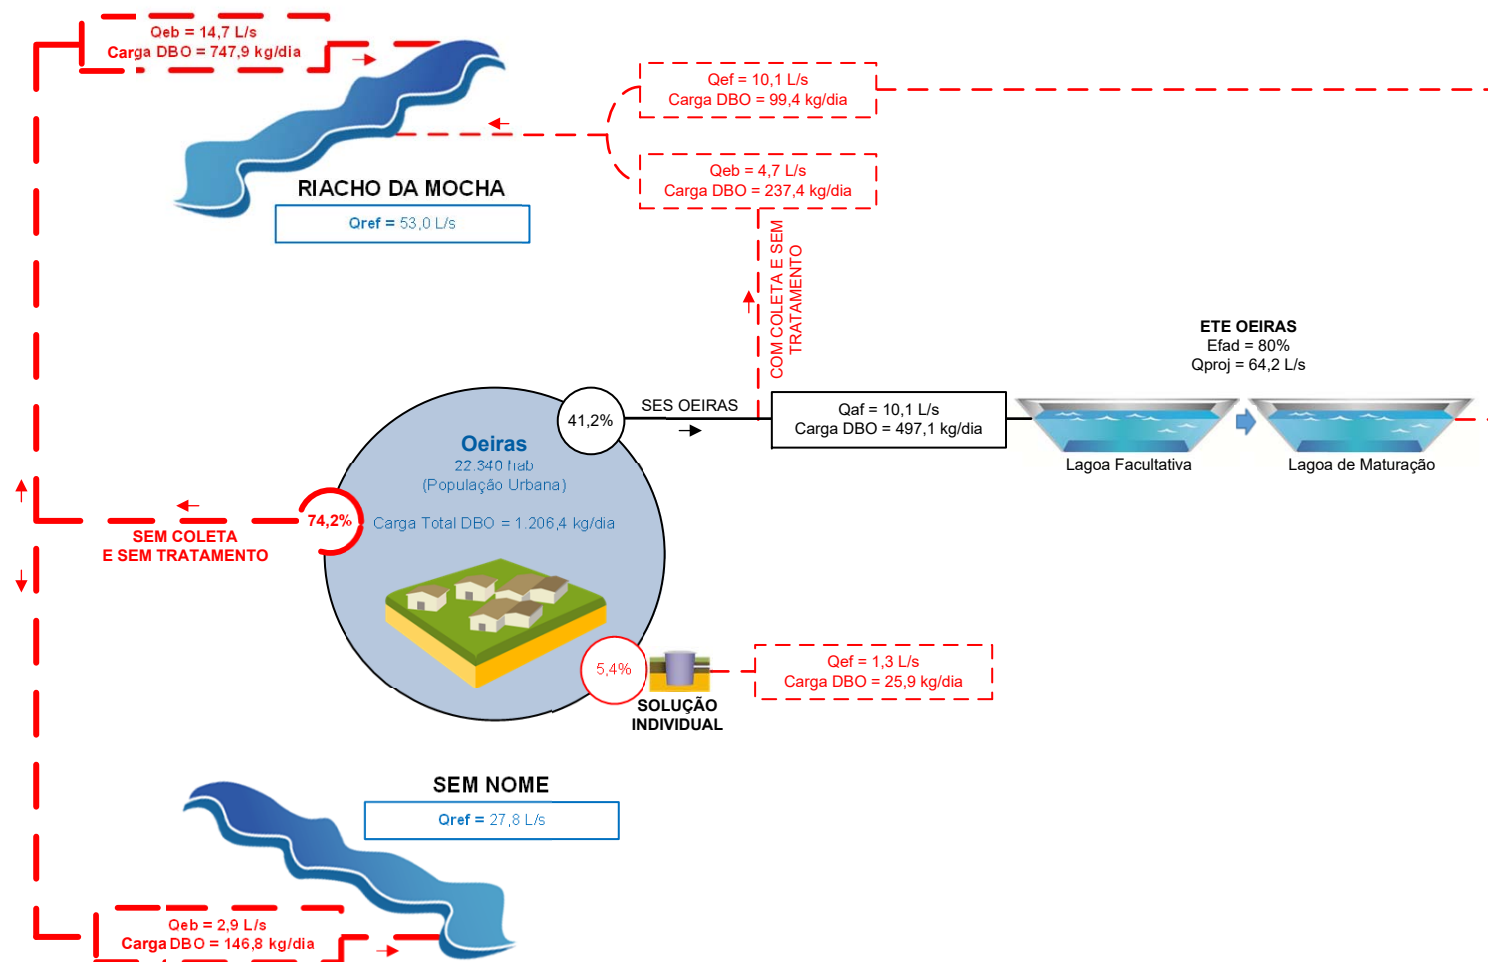 Qeb = 14,7 L/s
Carga DBO = 747,9 kg/dia
Qef = 10,1 L/s
Carga DBO = 99,4 kg/dia
Qeb = 4,7 L/s
Carga DBO = 237,4 kg/dia
RIACHO DA MOCHA
Qref = 53,0 L/s
COM COLETA E SEM
TRATAMENTO
ETE OEIRAS
Efad = 80%
Qproj = 64,2 L/s
41,2%
SES OEIRAS
Qaf = 10,1 L/s
Carga DBO = 497,1 kg/dia
Lagoa Facultativa
Lagoa de Maturação
Oeiras
22.340 hab
(População Urbana)
Carga Total DBO = 1.206,4 kg/dia
74,2%
SEM COLETA
E SEM TRATAMENTO
5,4%
SOLUÇÃO
INDIVIDUAL
Qef = 1,3 L/s
Carga DBO = 25,9 kg/dia
SEM NOME
Qref = 27,8 L/s
Qeb = 2,9 L/s
Carga DBO = 146,8 kg/dia